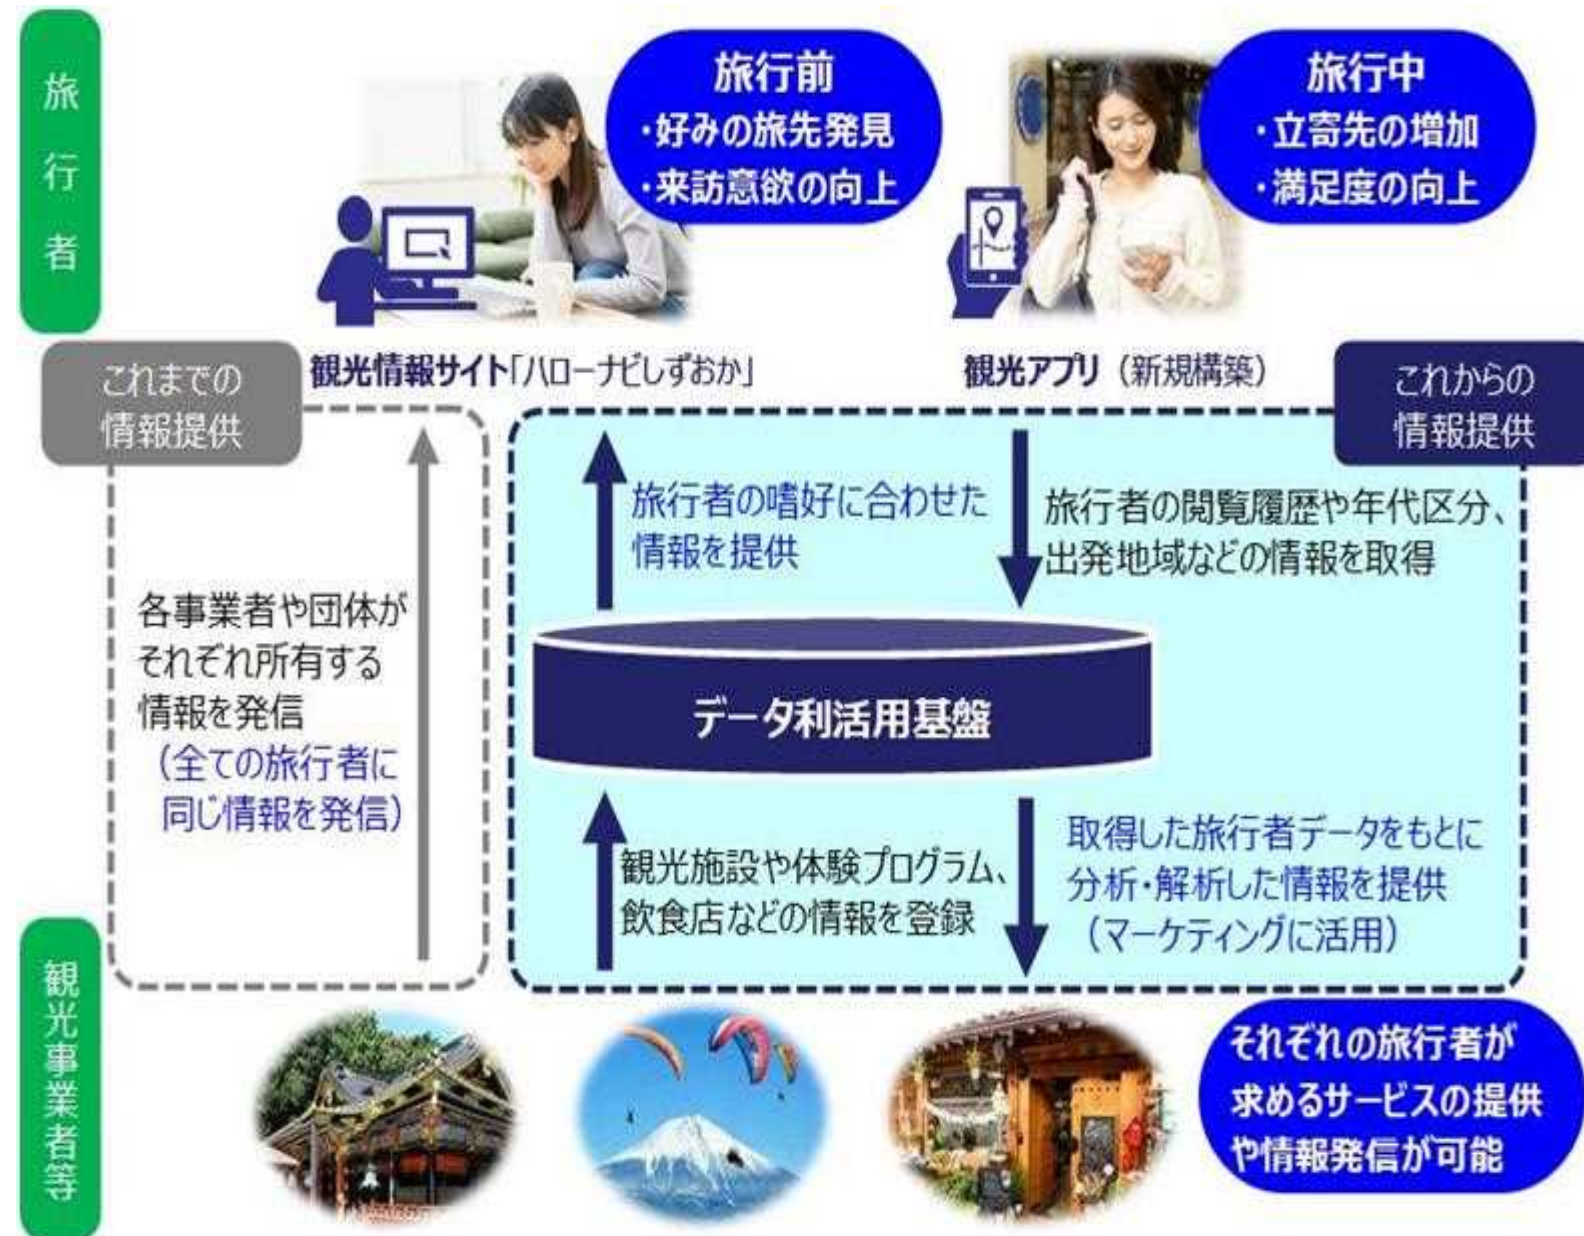 旅行者
旅行前
・好みの旅先発見
・来訪意欲の向上
旅行中
・立寄先の増加
・満足度の向上
これまでの
情報提供
観光情報サイト「ハローナビしずおか」
観光アプリ（新規構築）
これからの
情報提供
各事業者や団体が
それぞれ所有する
情報を発信
（全ての旅行者に
同じ情報を発信）
旅行者の嗜好に合わせた
情報を提供
旅行者の閲覧履歴や年代区分、
出発地域などの情報を取得
データ利活用基盤
観光施設や体験プログラム、
飲食店などの情報を登録
取得した旅行者データをもとに
分析・解析した情報を提供
（マーケティングに活用）
観光事業者等
それぞれの旅行者が
求めるサービスの提供
や情報発信が可能